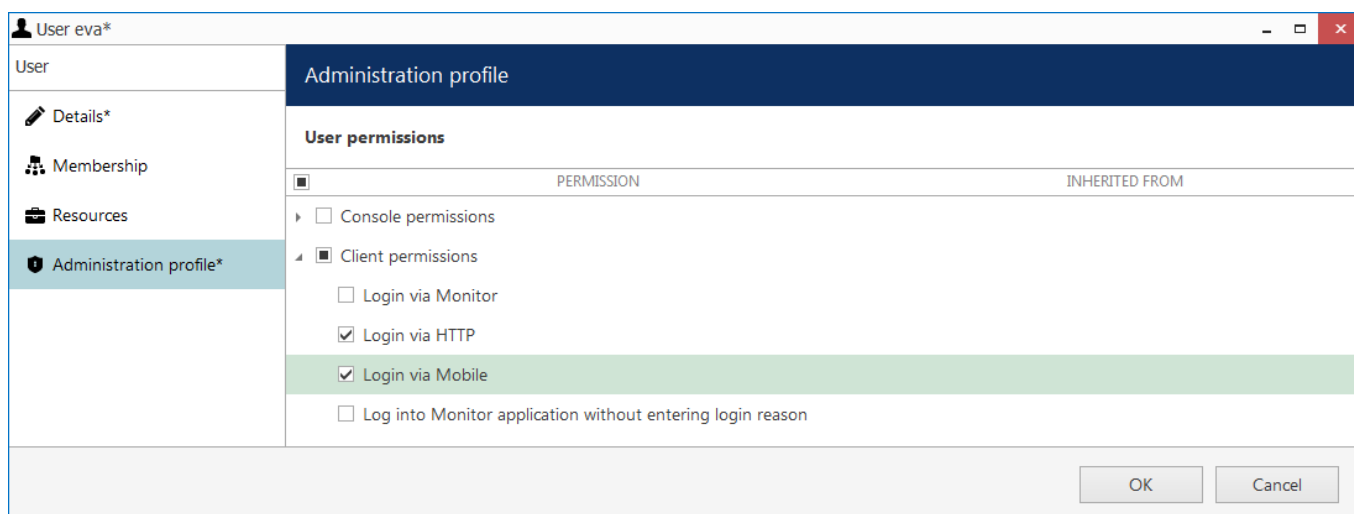 User eva*
User
Details*
Membership
Resources
Administration profile*
Administration profile
User permissions
PERMISSION INHERITED FROM
Console permissions
Client permissions
Login via Monitor
Login via HTTP
Login via Mobile
Log into Monitor application without entering login reason
OK Cancel